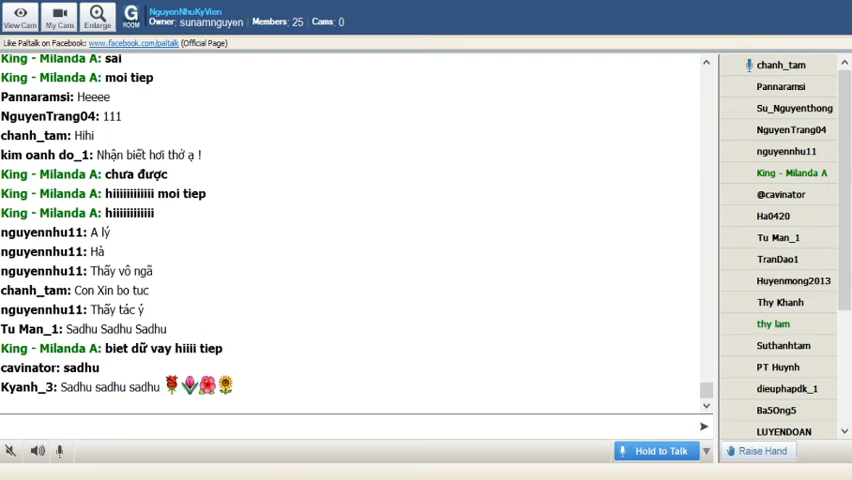 View Cam
My Cam
Enlarge
G
ROOM
NguyenNhuKyVien
Owner: sunamnguyen Members: 25 Cams: 0
Like Paltalk on Facebook: www.facebook.com/paltalk (Official Page)
King - Milanda A: sai
King - Milanda A: moi tiep
Pannaramsi: Heeee
NguyenTrang04: 111
chanh_tam: Hihi
kim oanh do_1: Nhận biết hơi thở ạ !
King - Milanda A: chưa được
King - Milanda A: hiiiiiiiiiiii moi tiep
King - Milanda A: hiiiiiiiiiiii
nguyennhu11: A lý
nguyennhu11: Hà
nguyennhu11: Thấy vô ngã
chanh_tam: Con Xin bo tuc
nguyennhu11: Thấy tác ý
Tu Man_1: Sadhu Sadhu Sadhu
King - Milanda A: biet dữ vay hiiii tiep
cavinator: sadhu
Kyanh_3: Sadhu sadhu sadhu
Hold to Talk
chanh_tam
Pannaramsi
Su_Nguyenthong
NguyenTrang04
nguyennhu11
King - Milanda A
@cavinator
Ha0420
Tu Man_1
TranDao1
Huyenmong2013
Thy Khanh
thy lam
Suthanhtam
PT Huynh
dieuphapdk_1
Ba5Ong5
LUYENDOAN
Raise Hand